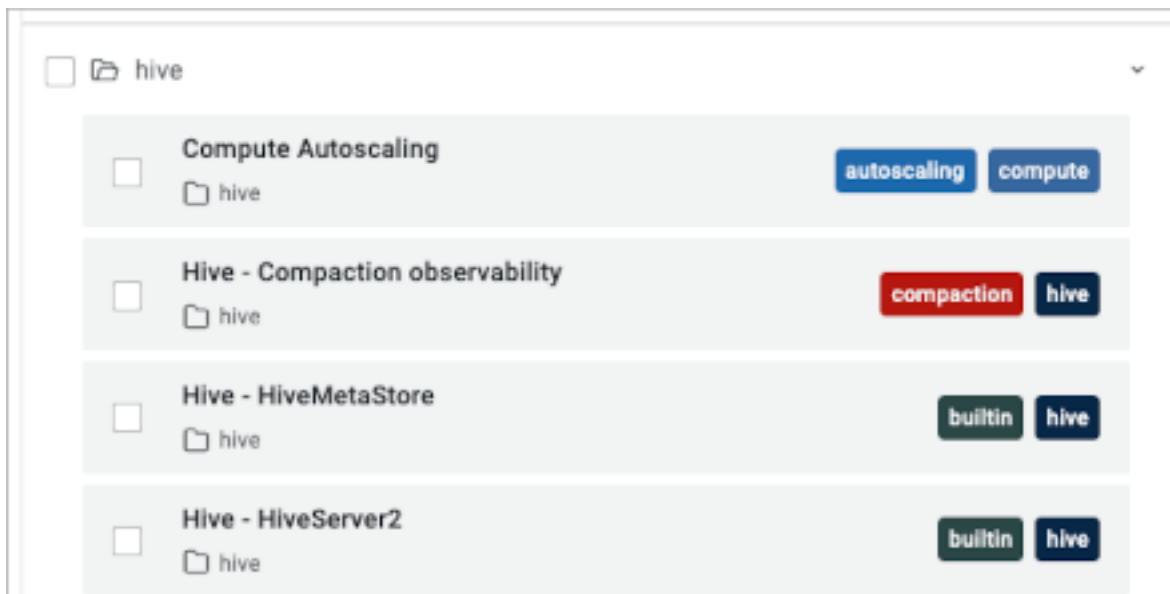 hive
Compute Autoscaling
autoscaling compute
hive
Hive - Compaction observability
compaction hive
hive
Hive - HiveMetaStore
builtin hive
hive
Hive - HiveServer2
builtin hive
hive